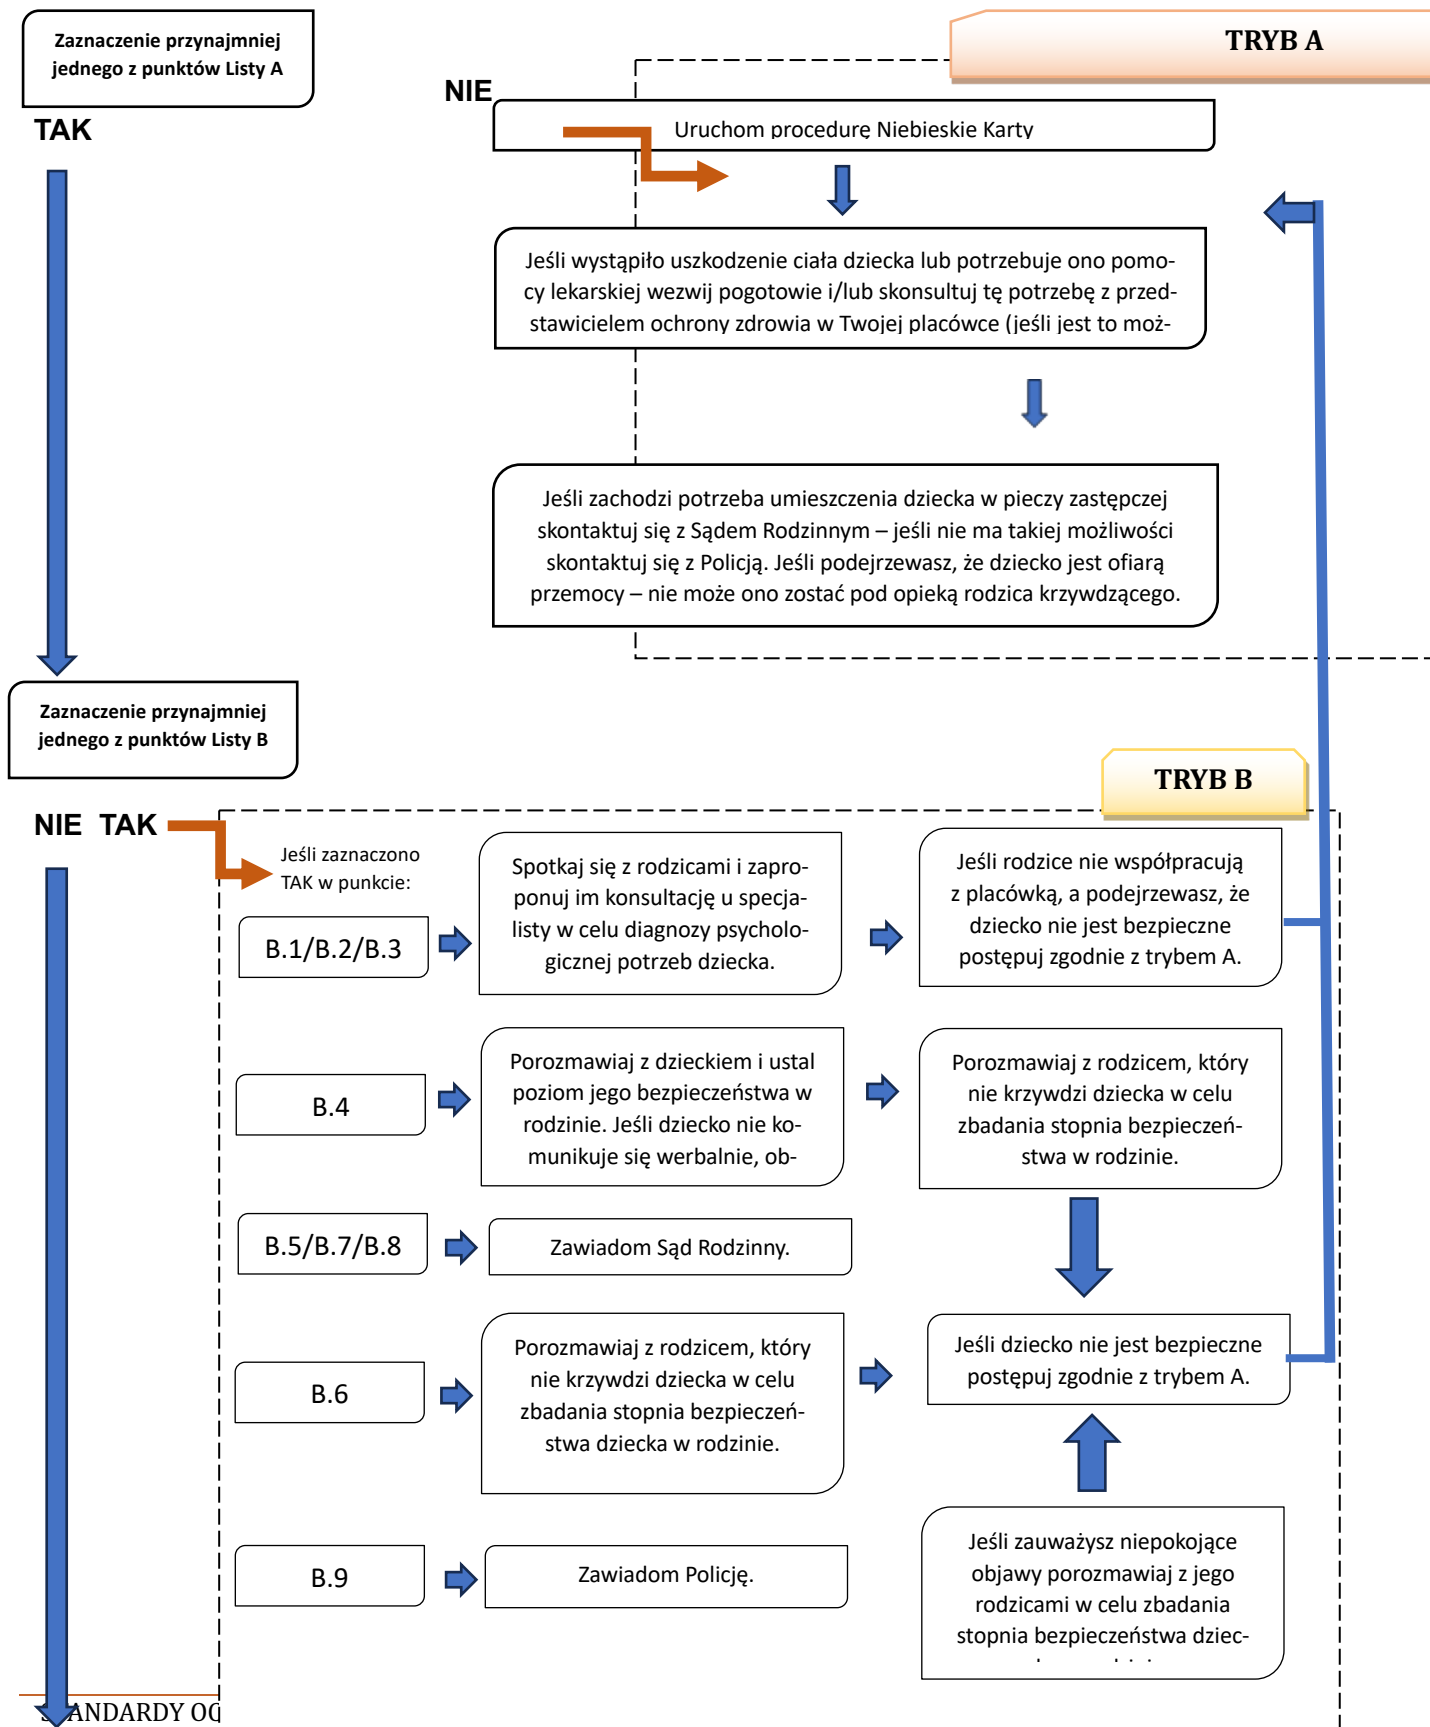 Zaznaczenie przynajmniej
jednego z punktów Listy A
TRYB A
NIE
TAK
Uruchom procedurę Niebieskie Karty
Jeśli wystąpiło uszkodzenie ciała dziecka lub potrzebuje ono pomo-
cy lekarskiej wezwij pogotowie i/lub skonsultuj tę potrzebę z przed-
stawicielem ochrony zdrowia w Twojej placówce (jeśli jest to moż-
Jeśli zachodzi potrzeba umieszczenia dziecka w pieczy zastępczej
skontaktuj się z Sądem Rodzinnym – jeśli nie ma takiej możliwości
skontaktuj się z Policją. Jeśli podejrzewasz, że dziecko jest ofiarą
przemocy – nie może ono zostać pod opieką rodzica krzywdzącego.
Zaznaczenie przynajmniej
jednego z punktów Listy B
TRYB B
NIE TAK
Jeśli zaznaczono
TAK w punkcie:
B.1/B.2/B.3
Spotkaj się z rodzicami i zapro-
ponuj im konsultację u specja-
listy w celu diagnozy psycholo-
gicznej potrzeb dziecka.
Jeśli rodzice nie współpracują
z placówką, a podejrzewasz, że
dziecko nie jest bezpieczne
postępuj zgodnie z trybem A.
B.4
Porozmawiaj z dzieckiem i ustal
poziom jego bezpieczeństwa w
rodzinie. Jeśli dziecko nie ko-
munikuje się werbalnie, ob-
Porozmawiaj z rodzicem, który
nie krzywdzi dziecka w celu
zbadania stopnia bezpieczeń-
stwa w rodzinie.
B.5/B.7/B.8
Zawiadom Sąd Rodzinny.
B.6
Porozmawiaj z rodzicem, który
nie krzywdzi dziecka w celu
zbadania stopnia bezpieczeń-
stwa dziecka w rodzinie.
Jeśli dziecko nie jest bezpieczne
postępuj zgodnie z trybem A.
B.9
Zawiadom Policję.
Jeśli zauważysz niepokojące
objawy porozmawiaj z jego
rodzicami w celu zbadania
stopnia bezpieczeństwa dziec-
STANDARDY OC